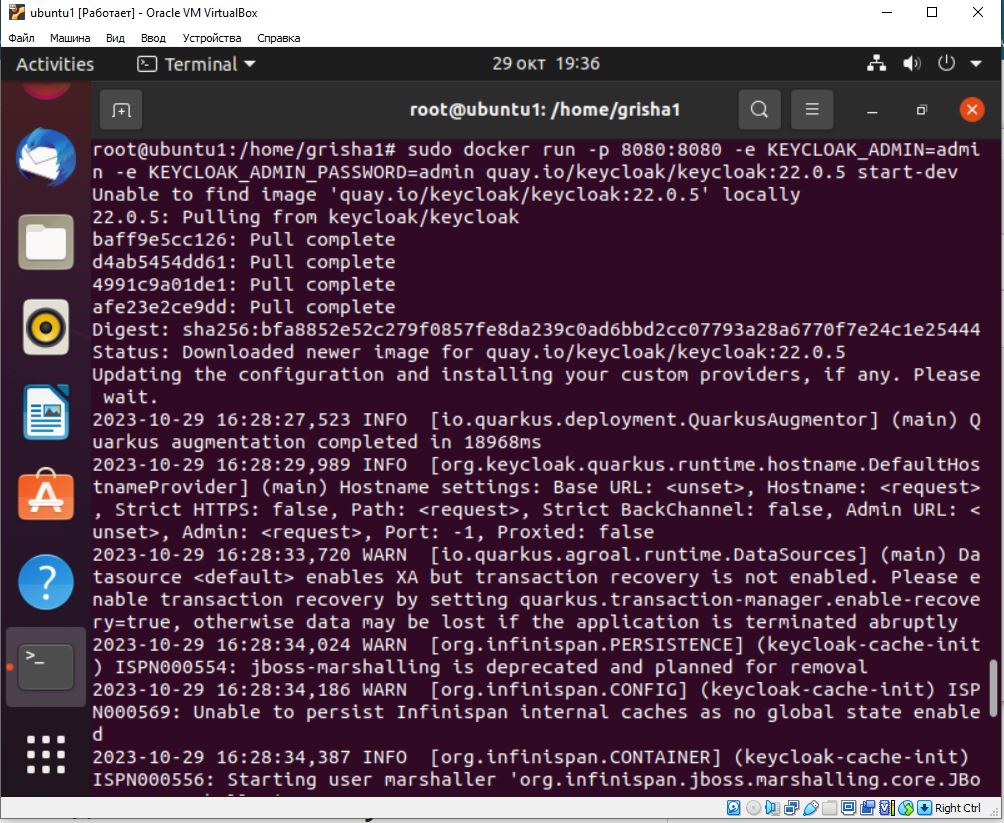 ubuntu1 [Работает] - Oracle VM VirtualBox
Файл Машина Вид Ввод Устройства Справка
Activities Terminal 29 окт 19:36
root@ubuntu1: /home/grisha1
root@ubuntu1:/home/grisha1# sudo docker run -p 8080:8080 -e KEYCLOAK_ADMIN=admi
n -e KEYCLOAK_ADMIN_PASSWORD=admin quay.io/keycloak/keycloak:22.0.5 start-dev
Unable to find image 'quay.io/keycloak/keycloak:22.0.5' locally
22.0.5: Pulling from keycloak/keycloak
baff9e5cc126: Pull complete
d4ab5454dd61: Pull complete
4991c9a01de1: Pull complete
afe23e2ce9dd: Pull complete
Digest: sha256:bfa8852e52c279f0857fe8da239c0ad6bbd2cc07793a28a6770f7e24c1e25444
Status: Downloaded newer image for quay.io/keycloak/keycloak:22.0.5
Updating the configuration and installing your custom providers, if any. Please
wait.
2023-10-29 16:28:27,523 INFO [io.quarkus.deployment.QuarkusAugmentor] (main) Q
uarkus augmentation completed in 18968ms
2023-10-29 16:28:29,989 INFO [org.keycloak.quarkus.runtime.hostname.DefaultHos
tnameProvider] (main) Hostname settings: Base URL: <unset>, Hostname: <request>
, Strict HTTPS: false, Path: <request>, Strict BackChannel: false, Admin URL: <
unset>, Admin: <request>, Port: -1, Proxied: false
2023-10-29 16:28:33,720 WARN [io.quarkus.agroal.runtime.DataSources] (main) Da
tasource <default> enables XA but transaction recovery is not enabled. Please e
nable transaction recovery by setting quarkus.transaction-manager.enable-recove
ry=true, otherwise data may be lost if the application is terminated abruptly
2023-10-29 16:28:34,024 WARN [org.infinispan.PERSISTENCE] (keycloak-cache-init
) ISPN000554: jboss-marshalling is deprecated and planned for removal
2023-10-29 16:28:34,186 WARN [org.infinispan.CONFIG] (keycloak-cache-init) ISP
N000569: Unable to persist Infinispan internal caches as no global state enable
d
2023-10-29 16:28:34,387 INFO [org.infinispan.CONTAINER] (keycloak-cache-init)
ISPN000556: Starting user marshaller 'org.infinispan.jboss.marshalling.core.JBo
Right Ctrl